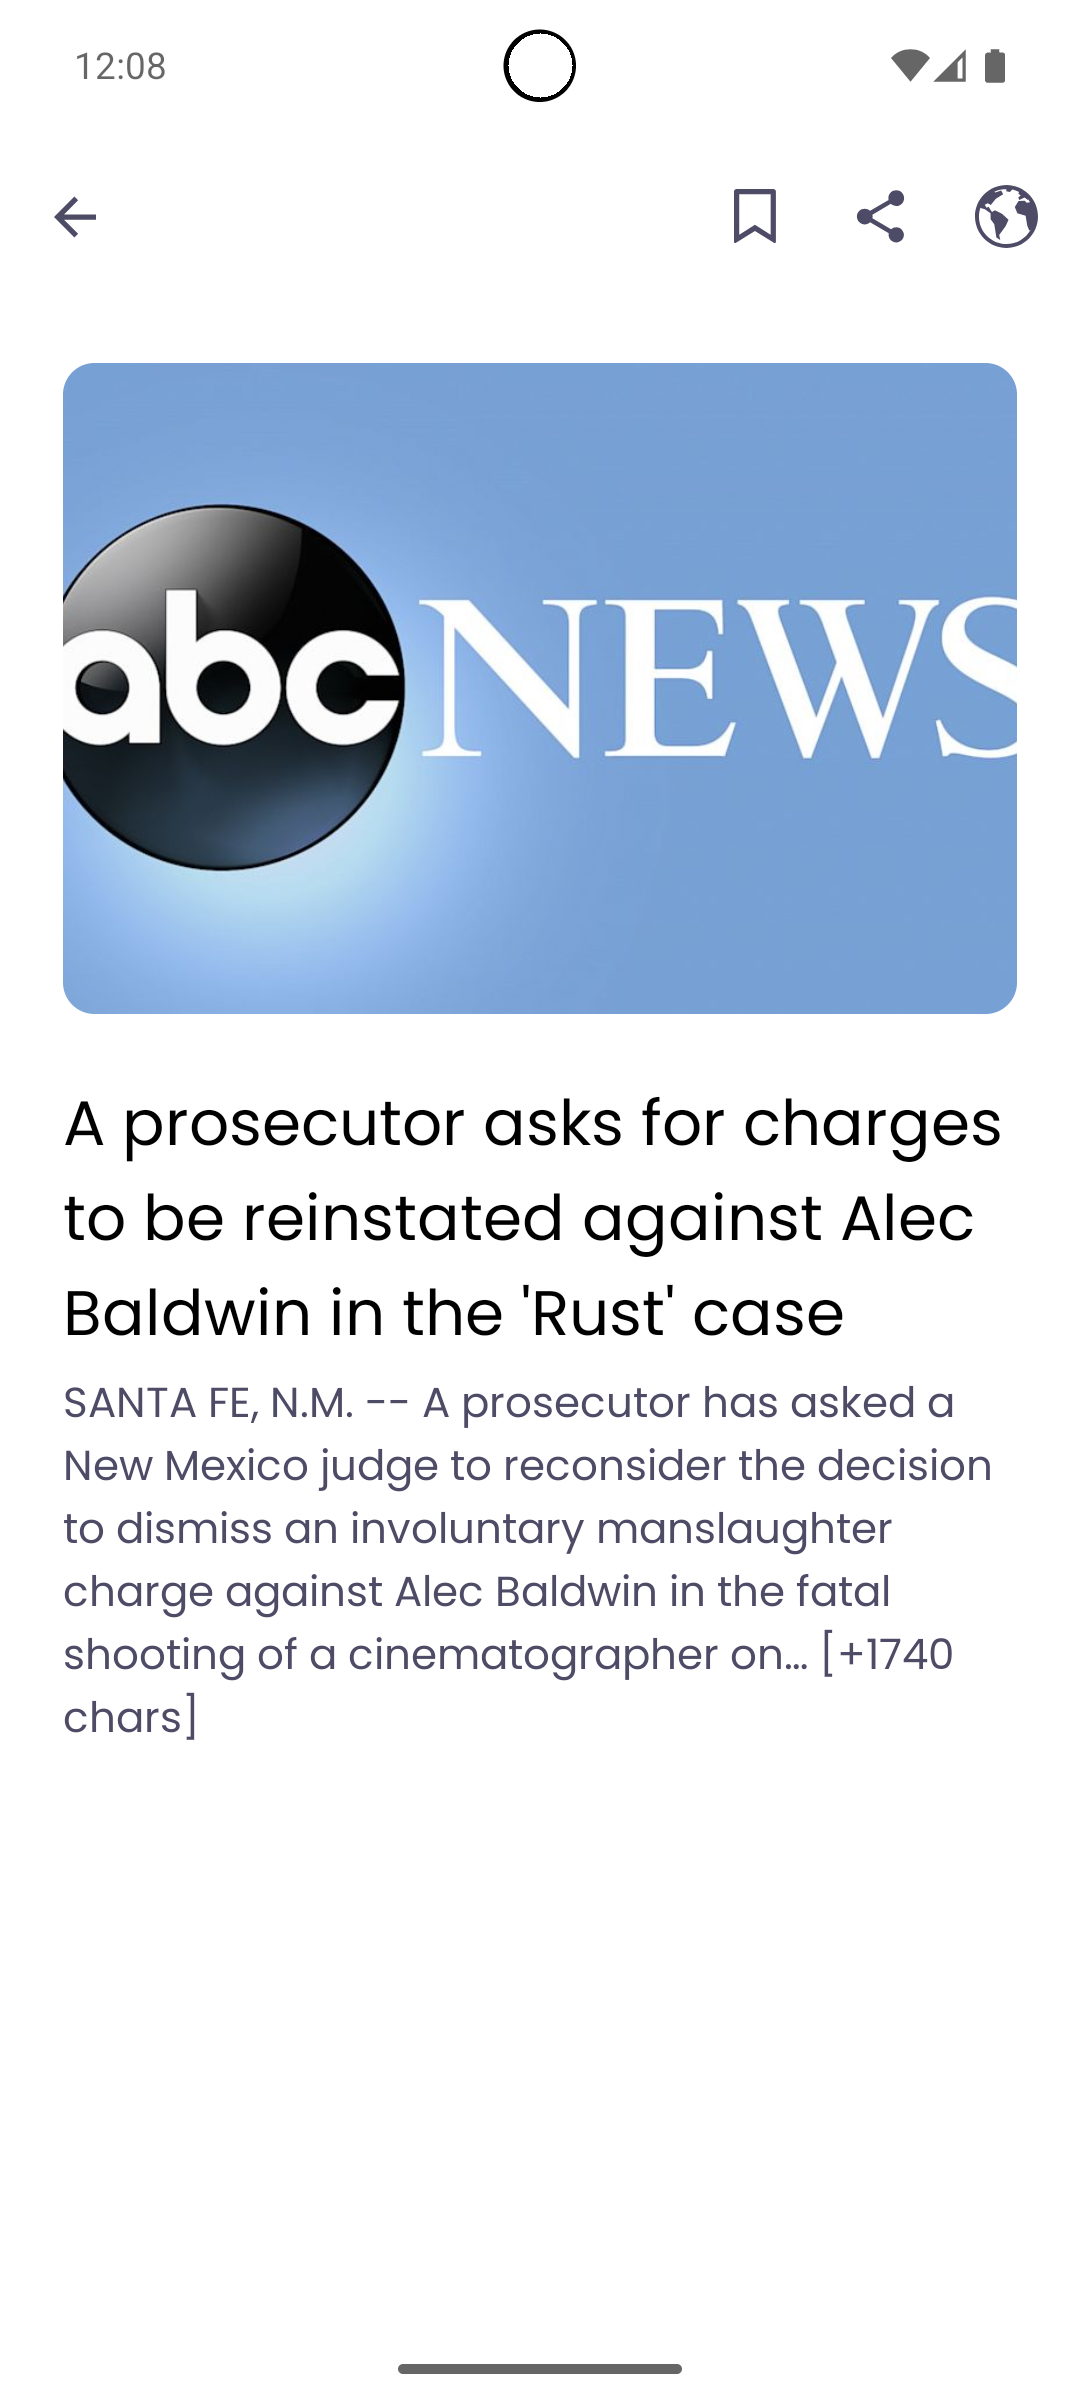 12:08
abc NEWS
A prosecutor asks for charges
to be reinstated against Alec
Baldwin in the 'Rust' case
SANTA FE, N.M. -- A prosecutor has asked a
New Mexico judge to reconsider the decision
to dismiss an involuntary manslaughter
charge against Alec Baldwin in the fatal
shooting of a cinematographer on… [+1740
chars]